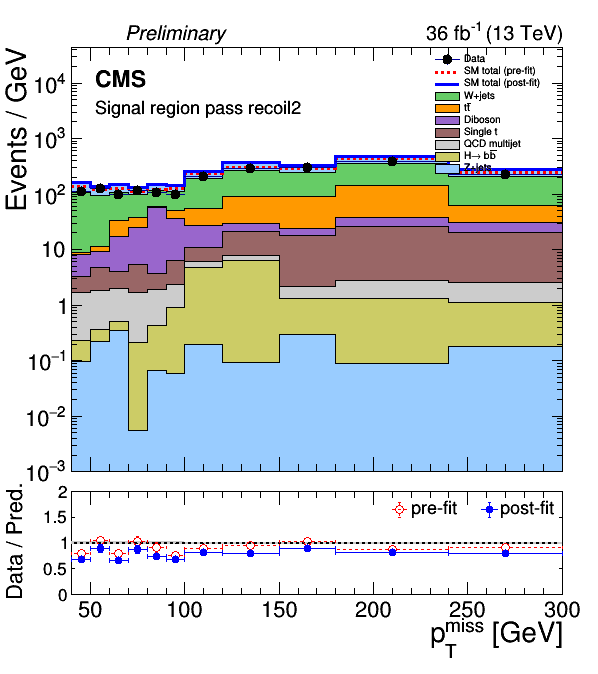 Preliminary
36 fb⁻¹ (13 TeV)
CMS
Signal region pass recoil2
Data
SM total (pre-fit)
SM total (post-fit)
W+jets
tt̅
Diboson
Single t
QCD multijet
H→ bb̅
Z+jets
Events / GeV
10⁴
10³
10²
10
1
10⁻¹
10⁻²
10⁻³
pre-fit
post-fit
Data / Pred.
2
1.5
1
0.5
0
50
100
150
200
250
300
p_T^miss [GeV]